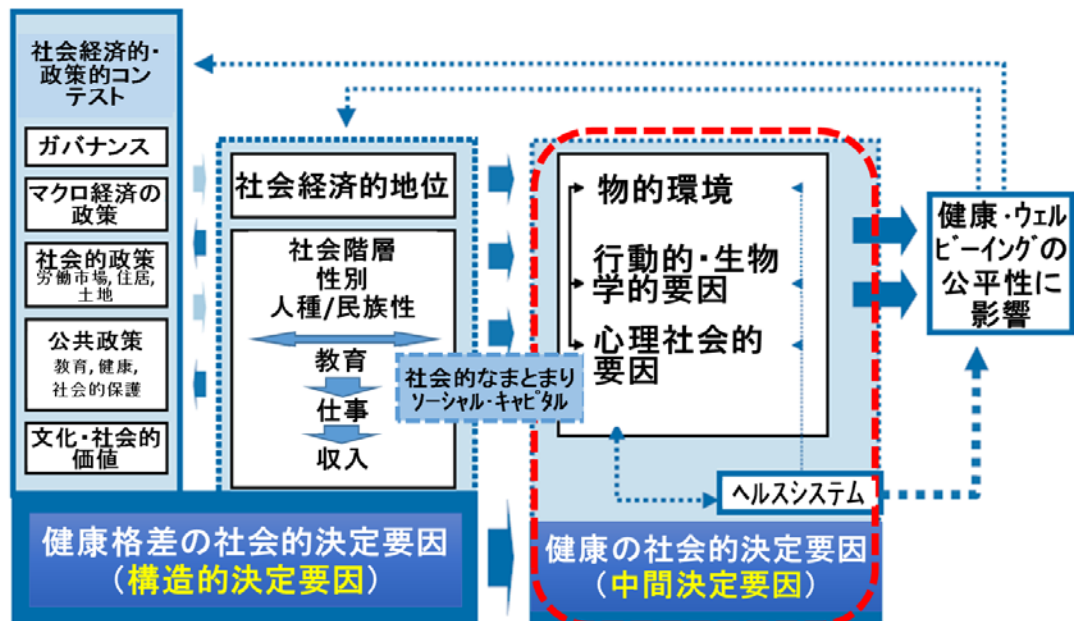 社会経済的・
政策的コン
テスト
ガバナンス
マクロ経済の
政策
社会的政策
労働市場,住居,
土地
公共政策
教育,健康,
社会的保護
文化・社会的
価値
社会経済的地位
社会階層
性別
人種/民族性
教育
仕事
収入
社会的なまとまり
ソーシャル・キャピタル
物的環境
行動的・生物
学的要因
心理社会的
要因
ヘルスシステム
健康・ウェル
ビーイングの
公平性に
影響
健康格差の社会的決定要因
(構造的決定要因)
健康の社会的決定要因
(中間決定要因)